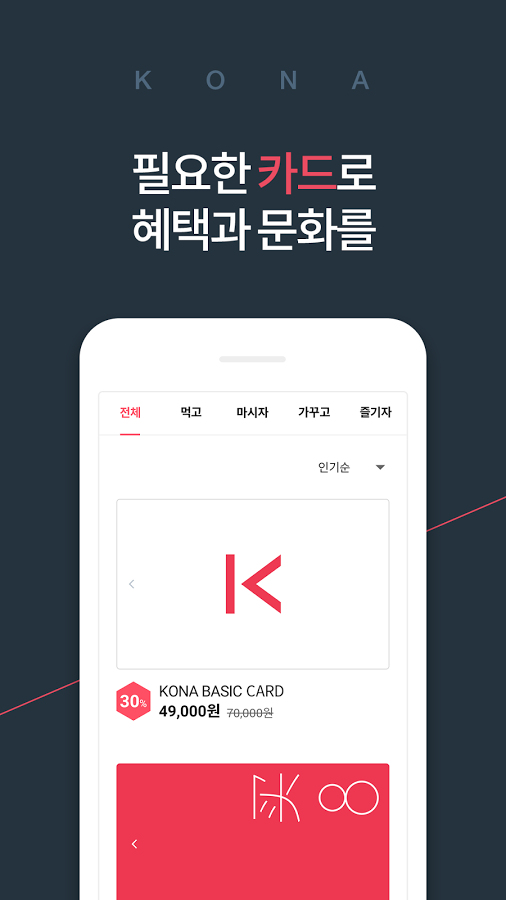 KONA
필요한 카드로
혜택과 문화를
전체 먹고 마시자 가꾸고 즐기자
인기순
K
30%
KONA BASIC CARD
49,000원 70,000원